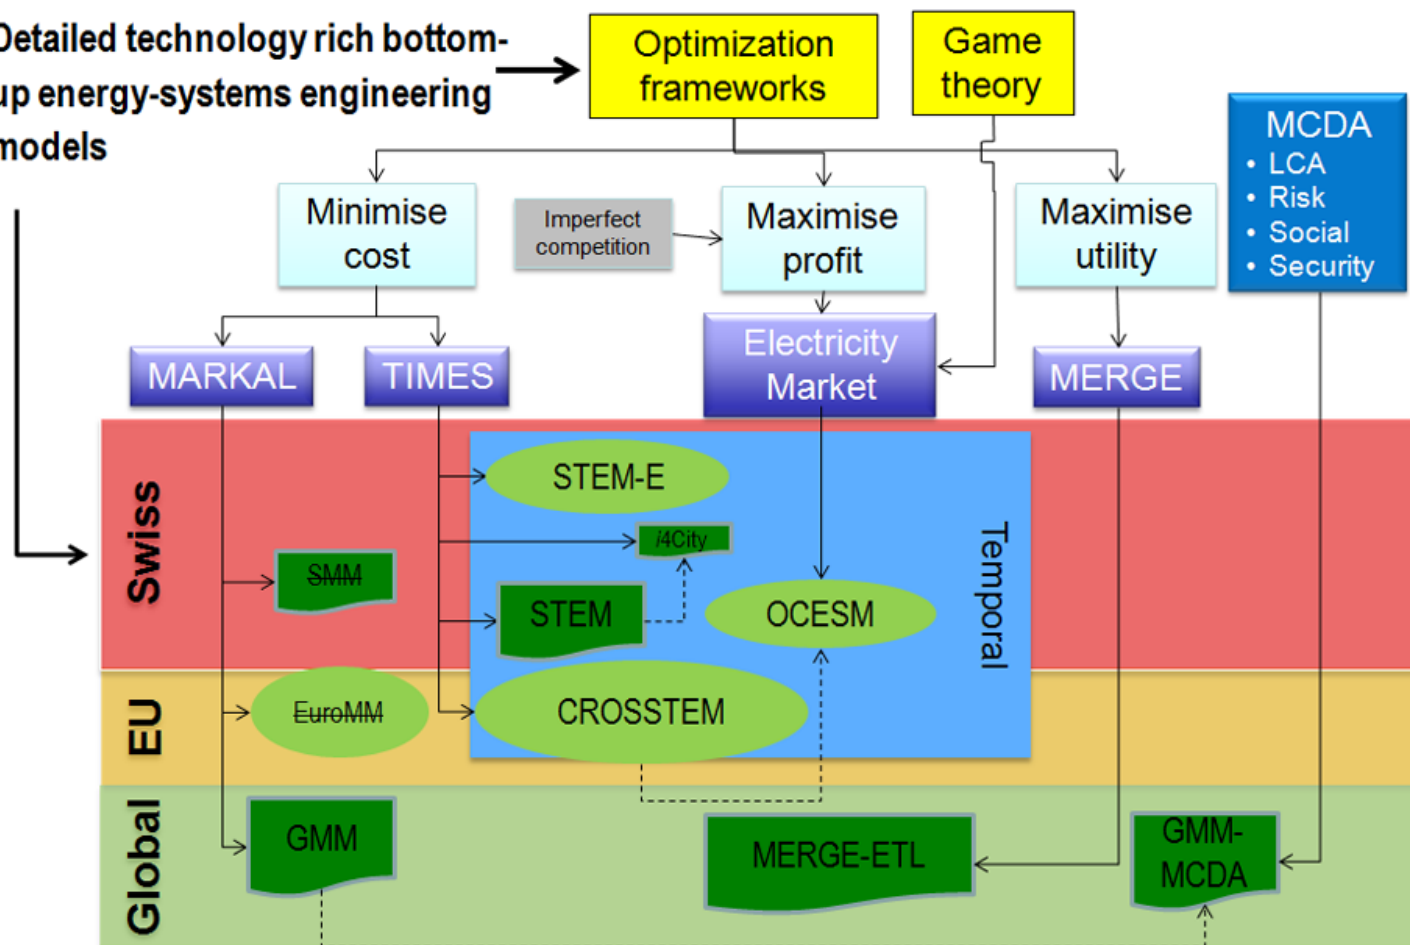 Detailed technology rich bottom-
up energy-systems engineering
models
Optimization
frameworks
Game
theory
MCDA
• LCA
• Risk
• Social
• Security
Minimise
cost
Imperfect
competition
Maximise
profit
Maximise
utility
MARKAL
TIMES
Electricity
Market
MERGE
Swiss
STEM-E
i4City
SMM
STEM
OCESM
Temporal
EU
EuroMM
CROSSTEM
Global
GMM
MERGE-ETL
GMM-
MCDA